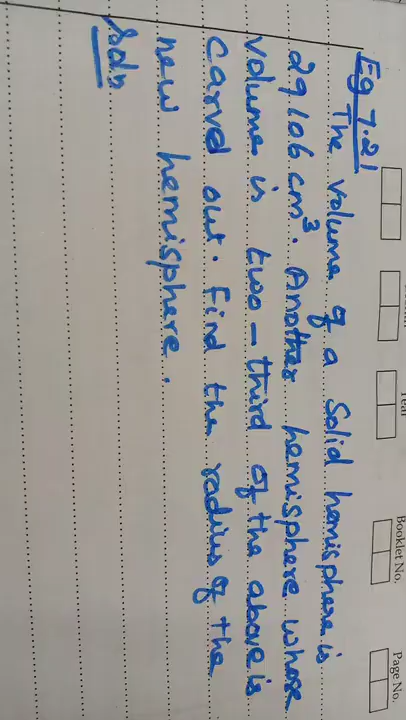 Year
Booklet No.
Page No.
Eg 7.21
The volume of a Solid hemisphere is
29106 cm³. Another hemisphere whose
volume is two-third of the above is
carved out. Find the radius of the
new hemisphere.
Soln